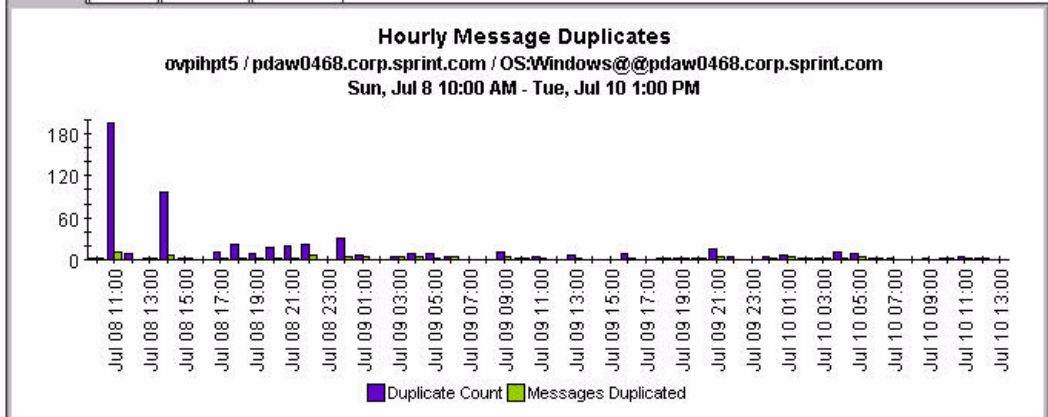 Hourly Message Duplicates
ovpihpt5 / pdaw0468.corp.sprint.com / OS:Windows@@pdaw0468.corp.sprint.com
Sun, Jul 8 10:00 AM - Tue, Jul 10 1:00 PM
180
120
60
0
Jul 08 11:00
Jul 08 13:00
Jul 08 15:00
Jul 08 17:00
Jul 08 19:00
Jul 08 21:00
Jul 08 23:00
Jul 09 01:00
Jul 09 03:00
Jul 09 05:00
Jul 09 07:00
Jul 09 09:00
Jul 09 11:00
Jul 09 13:00
Jul 09 15:00
Jul 09 17:00
Jul 09 19:00
Jul 09 21:00
Jul 09 23:00
Jul 10 01:00
Jul 10 03:00
Jul 10 05:00
Jul 10 07:00
Jul 10 09:00
Jul 10 11:00
Jul 10 13:00
Duplicate Count Messages Duplicated